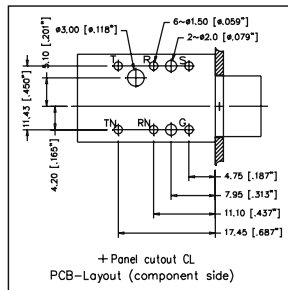 6-ø1.50 [ø.059"]
ø3.00 [ø.118"]
2-ø2.0 [ø.079"]
5.10 [.201"]
T
R
S
11.43 [.450"]
4.20 [.165"]
TN
RN
G
4.75 [.187"]
7.95 [.313"]
11.10 [.437"]
17.45 [.687"]
+ Panel cutout CL
PCB-Layout (component side)